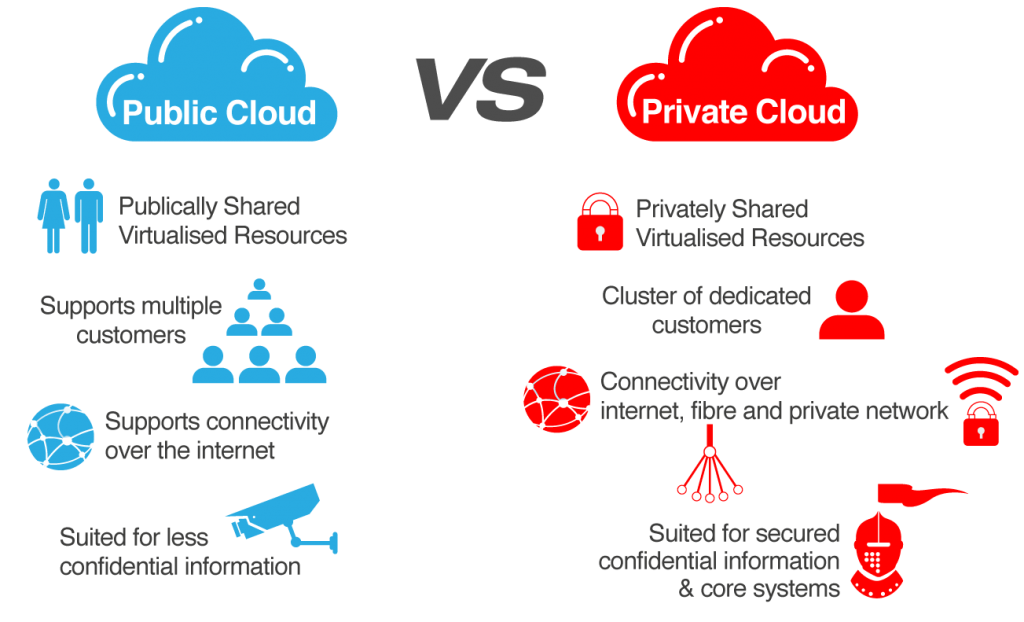 Public Cloud
VS
Private Cloud
Publically Shared
Virtualised Resources
Supports multiple
customers
Supports connectivity
over the internet
Suited for less
confidential information
Privately Shared
Virtualised Resources
Cluster of dedicated
customers
Connectivity over
internet, fibre and private network
Suited for secured
confidential information
& core systems